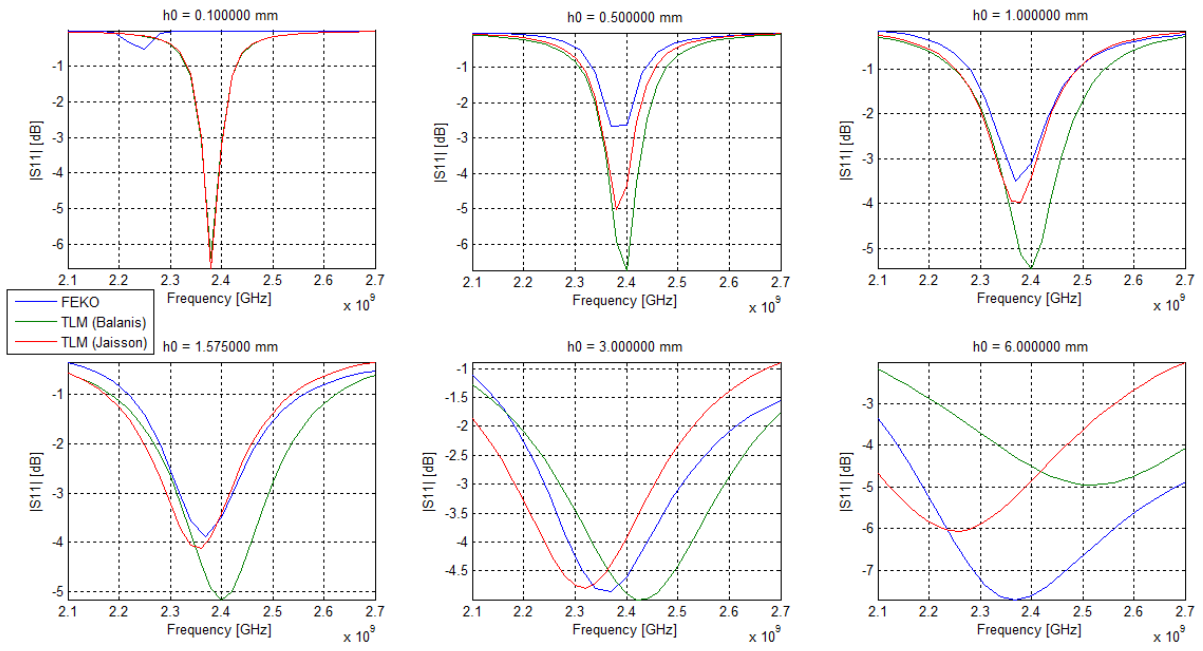 h0 = 0.100000 mm
h0 = 0.500000 mm
h0 = 1.000000 mm
|S11| [dB]
-1
-2
-3
-4
-5
-6
2.1 2.2 2.3 2.4 2.5 2.6 2.7
Frequency [GHz]
x 10^9
|S11| [dB]
-1
-2
-3
-4
-5
-6
2.1 2.2 2.3 2.4 2.5 2.6 2.7
Frequency [GHz]
x 10^9
|S11| [dB]
-1
-2
-3
-4
-5
2.1 2.2 2.3 2.4 2.5 2.6 2.7
Frequency [GHz]
x 10^9
FEKO
TLM (Balanis)
TLM (Jaisson)
h0 = 1.575000 mm
h0 = 3.000000 mm
h0 = 6.000000 mm
|S11| [dB]
-1
-2
-3
-4
-5
2.1 2.2 2.3 2.4 2.5 2.6 2.7
Frequency [GHz]
x 10^9
|S11| [dB]
-1
-1.5
-2
-2.5
-3
-3.5
-4
-4.5
2.1 2.2 2.3 2.4 2.5 2.6 2.7
Frequency [GHz]
x 10^9
|S11| [dB]
-3
-4
-5
-6
-7
2.1 2.2 2.3 2.4 2.5 2.6 2.7
Frequency [GHz]
x 10^9